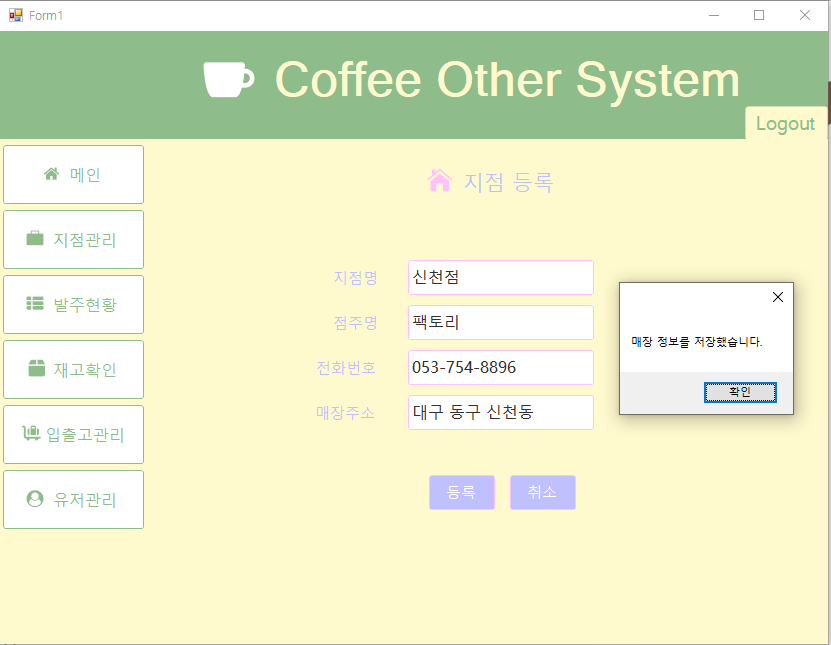 Form1
Coffee Other System
Logout
메인
지점관리
발주현황
재고확인
입출고관리
유저관리
지점 등록
지점명 신천점
점주명 팩토리
전화번호 053-754-8896
매장주소 대구 동구 신천동
등록 취소
매장 정보를 저장했습니다.
확인